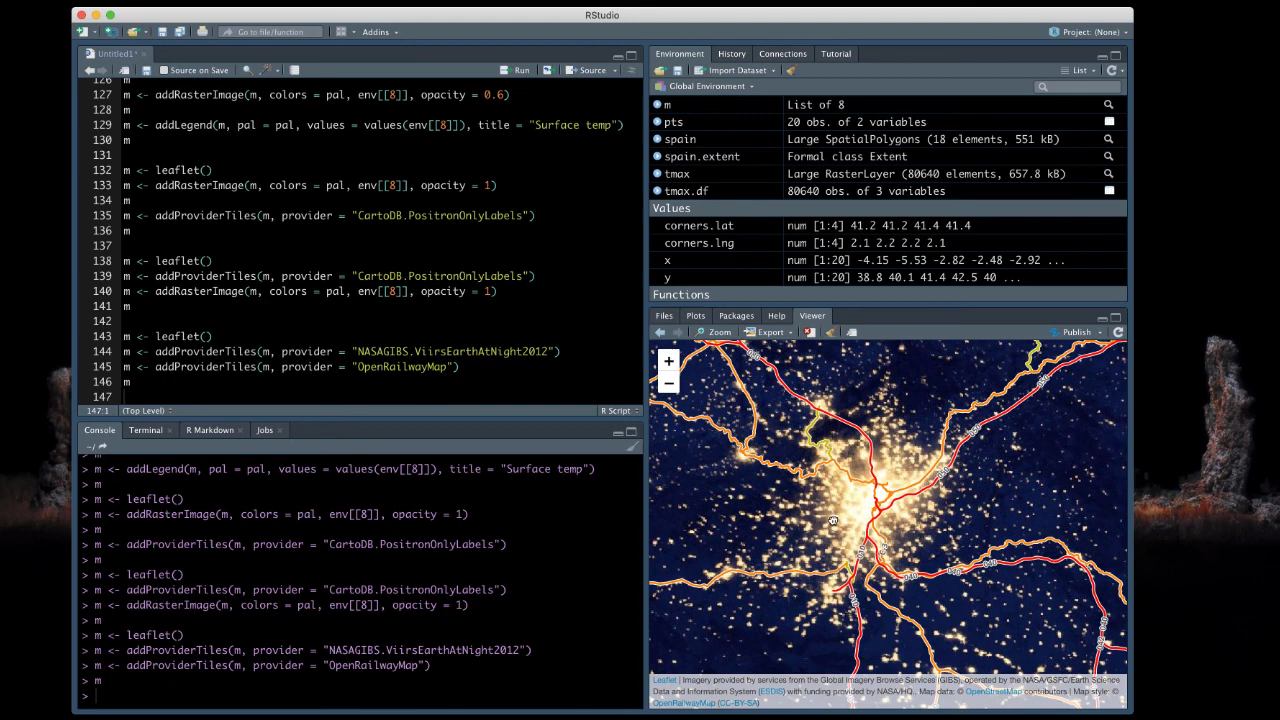 RStudio
Go to file/function
Addins
Project: (None)
Untitled1*
Source on Save
Run
Source
126 m
127 m <- addRasterImage(m, colors = pal, env[[8]], opacity = 0.6)
128 m
129 m <- addLegend(m, pal = pal, values = values(env[[8]]), title = "Surface temp")
130 m
131
132 m <- leaflet()
133 m <- addRasterImage(m, colors = pal, env[[8]], opacity = 1)
134 m
135 m <- addProviderTiles(m, provider = "CartoDB.PositronOnlyLabels")
136 m
137
138 m <- leaflet()
139 m <- addProviderTiles(m, provider = "CartoDB.PositronOnlyLabels")
140 m <- addRasterImage(m, colors = pal, env[[8]], opacity = 1)
141 m
142
143 m <- leaflet()
144 m <- addProviderTiles(m, provider = "NASAGIBS.ViirsEarthAtNight2012")
145 m <- addProviderTiles(m, provider = "OpenRailwayMap")
146 m
147
147:1 (Top Level) R Script
Console Terminal R Markdown Jobs
~/
> m
> m <- addLegend(m, pal = pal, values = values(env[[8]]), title = "Surface temp")
> m
> m <- leaflet()
> m <- addRasterImage(m, colors = pal, env[[8]], opacity = 1)
> m
> m <- addProviderTiles(m, provider = "CartoDB.PositronOnlyLabels")
> m
> m <- leaflet()
> m <- addProviderTiles(m, provider = "CartoDB.PositronOnlyLabels")
> m <- addRasterImage(m, colors = pal, env[[8]], opacity = 1)
> m
> m <- leaflet()
> m <- addProviderTiles(m, provider = "NASAGIBS.ViirsEarthAtNight2012")
> m <- addProviderTiles(m, provider = "OpenRailwayMap")
> m
>
Environment History Connections Tutorial
Import Dataset List
Global Environment
m List of 8
pts 20 obs. of 2 variables
spain Large SpatialPolygons (18 elements, 551 kB)
spain.extent Formal class Extent
tmax Large RasterLayer (80640 elements, 657.8 kB)
tmax.df 80640 obs. of 3 variables
Values
corners.lat num [1:4] 41.2 41.2 41.4 41.4
corners.lng num [1:4] 2.1 2.2 2.2 2.1
x num [1:20] -4.15 -5.53 -2.82 -2.48 -2.92 ...
y num [1:20] 38.8 40.1 41.4 42.5 40 ...
Functions
Files Plots Packages Help Viewer
Zoom Export Publish
+
−
050
050
040
040
040
Leaflet | Imagery provided by services from the Global Imagery Browse Services (GIBS), operated by the NASA/GSFC/Earth Science
Data and Information System (ESDIS) with funding provided by NASA/HQ., Map data: © OpenStreetMap contributors | Map style: ©
OpenRailwayMap (CC-BY-SA)